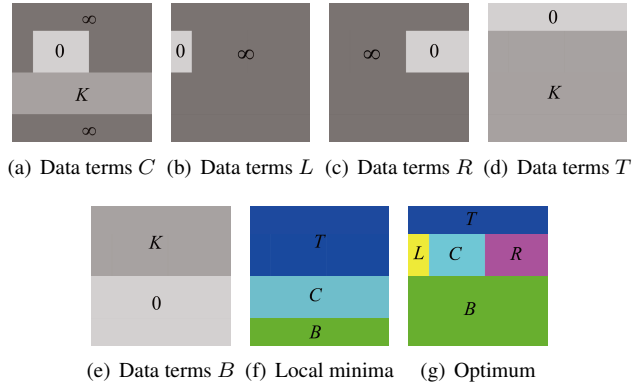 ∞
0
K
∞
0
∞
∞
0
0
K
(a) Data terms C (b) Data terms L (c) Data terms R (d) Data terms T
K
0
T
C
B
T
L
C
R
B
(e) Data terms B (f) Local minima (g) Optimum